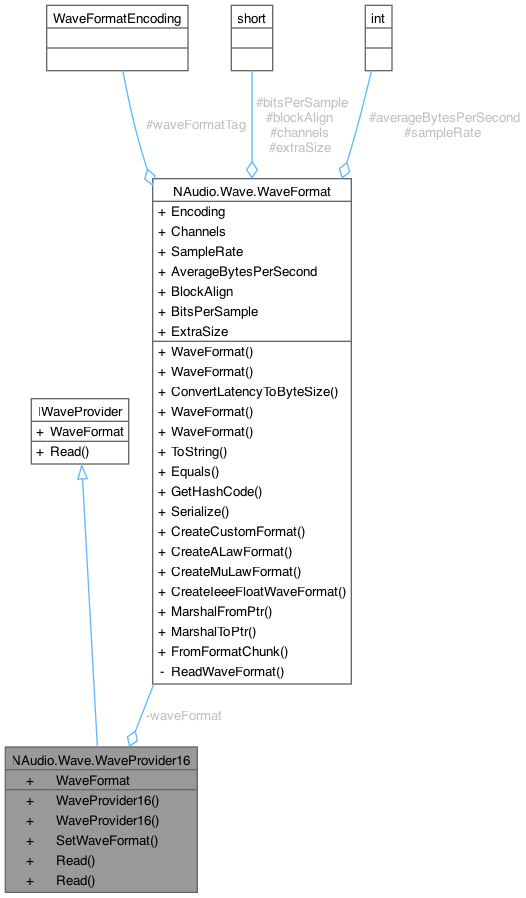 WaveFormatEncoding
short
int
#waveFormatTag
#bitsPerSample
#blockAlign
#channels
#extraSize
#averageBytesPerSecond
#sampleRate
NAudio.Wave.WaveFormat
+ Encoding
+ Channels
+ SampleRate
+ AverageBytesPerSecond
+ BlockAlign
+ BitsPerSample
+ ExtraSize
+ WaveFormat()
+ WaveFormat()
+ ConvertLatencyToByteSize()
+ WaveFormat()
+ WaveFormat()
+ ToString()
+ Equals()
+ GetHashCode()
+ Serialize()
+ CreateCustomFormat()
+ CreateALawFormat()
+ CreateMuLawFormat()
+ CreateIeeeFloatWaveFormat()
+ MarshalFromPtr()
+ MarshalToPtr()
+ FromFormatChunk()
- ReadWaveFormat()
IWaveProvider
+ WaveFormat
+ Read()
-waveFormat
NAudio.Wave.WaveProvider16
+ WaveFormat
+ WaveProvider16()
+ WaveProvider16()
+ SetWaveFormat()
+ Read()
+ Read()